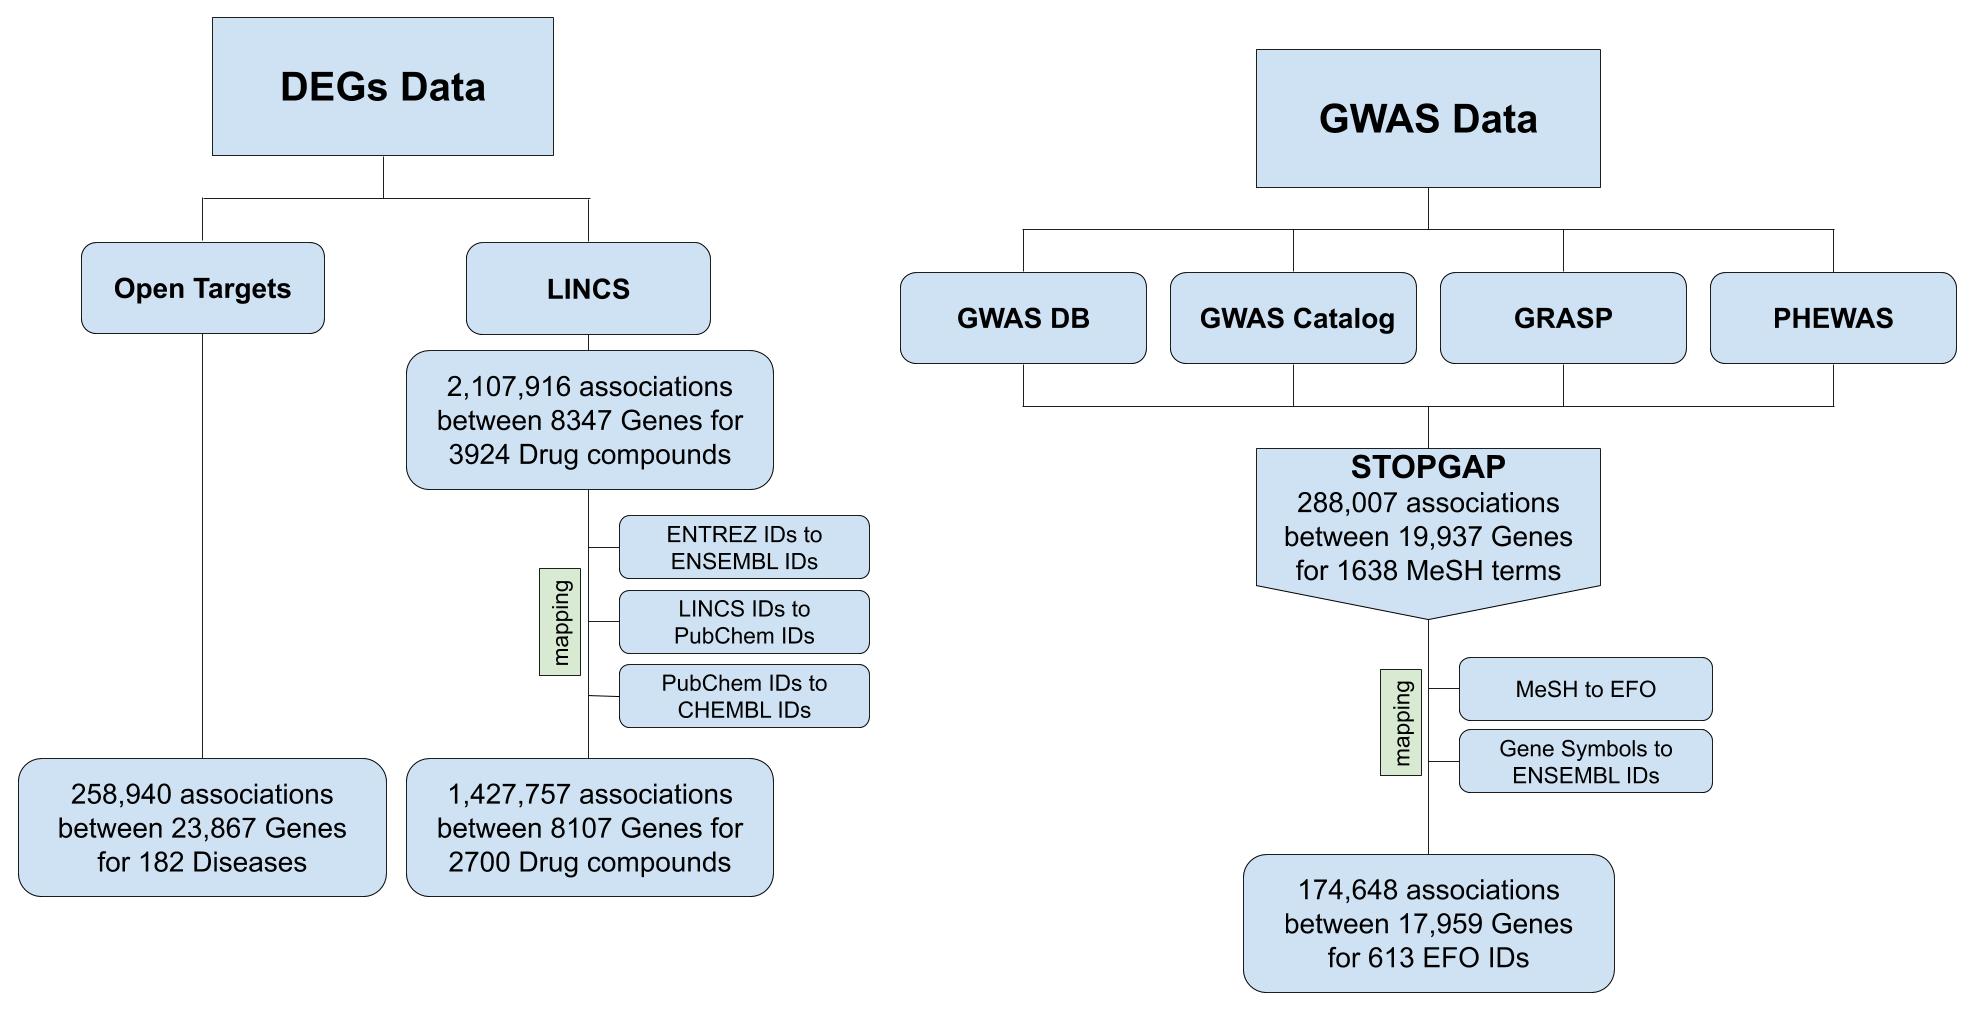 DEGs Data
Open Targets
LINCS
2,107,916 associations
between 8347 Genes for
3924 Drug compounds
mapping
ENTREZ IDs to
ENSEMBL IDs
LINCS IDs to
PubChem IDs
PubChem IDs to
CHEMBL IDs
258,940 associations
between 23,867 Genes
for 182 Diseases
1,427,757 associations
between 8107 Genes for
2700 Drug compounds
GWAS Data
GWAS DB
GWAS Catalog
GRASP
PHEWAS
STOPGAP
288,007 associations
between 19,937 Genes
for 1638 MeSH terms
mapping
MeSH to EFO
Gene Symbols to
ENSEMBL IDs
174,648 associations
between 17,959 Genes
for 613 EFO IDs